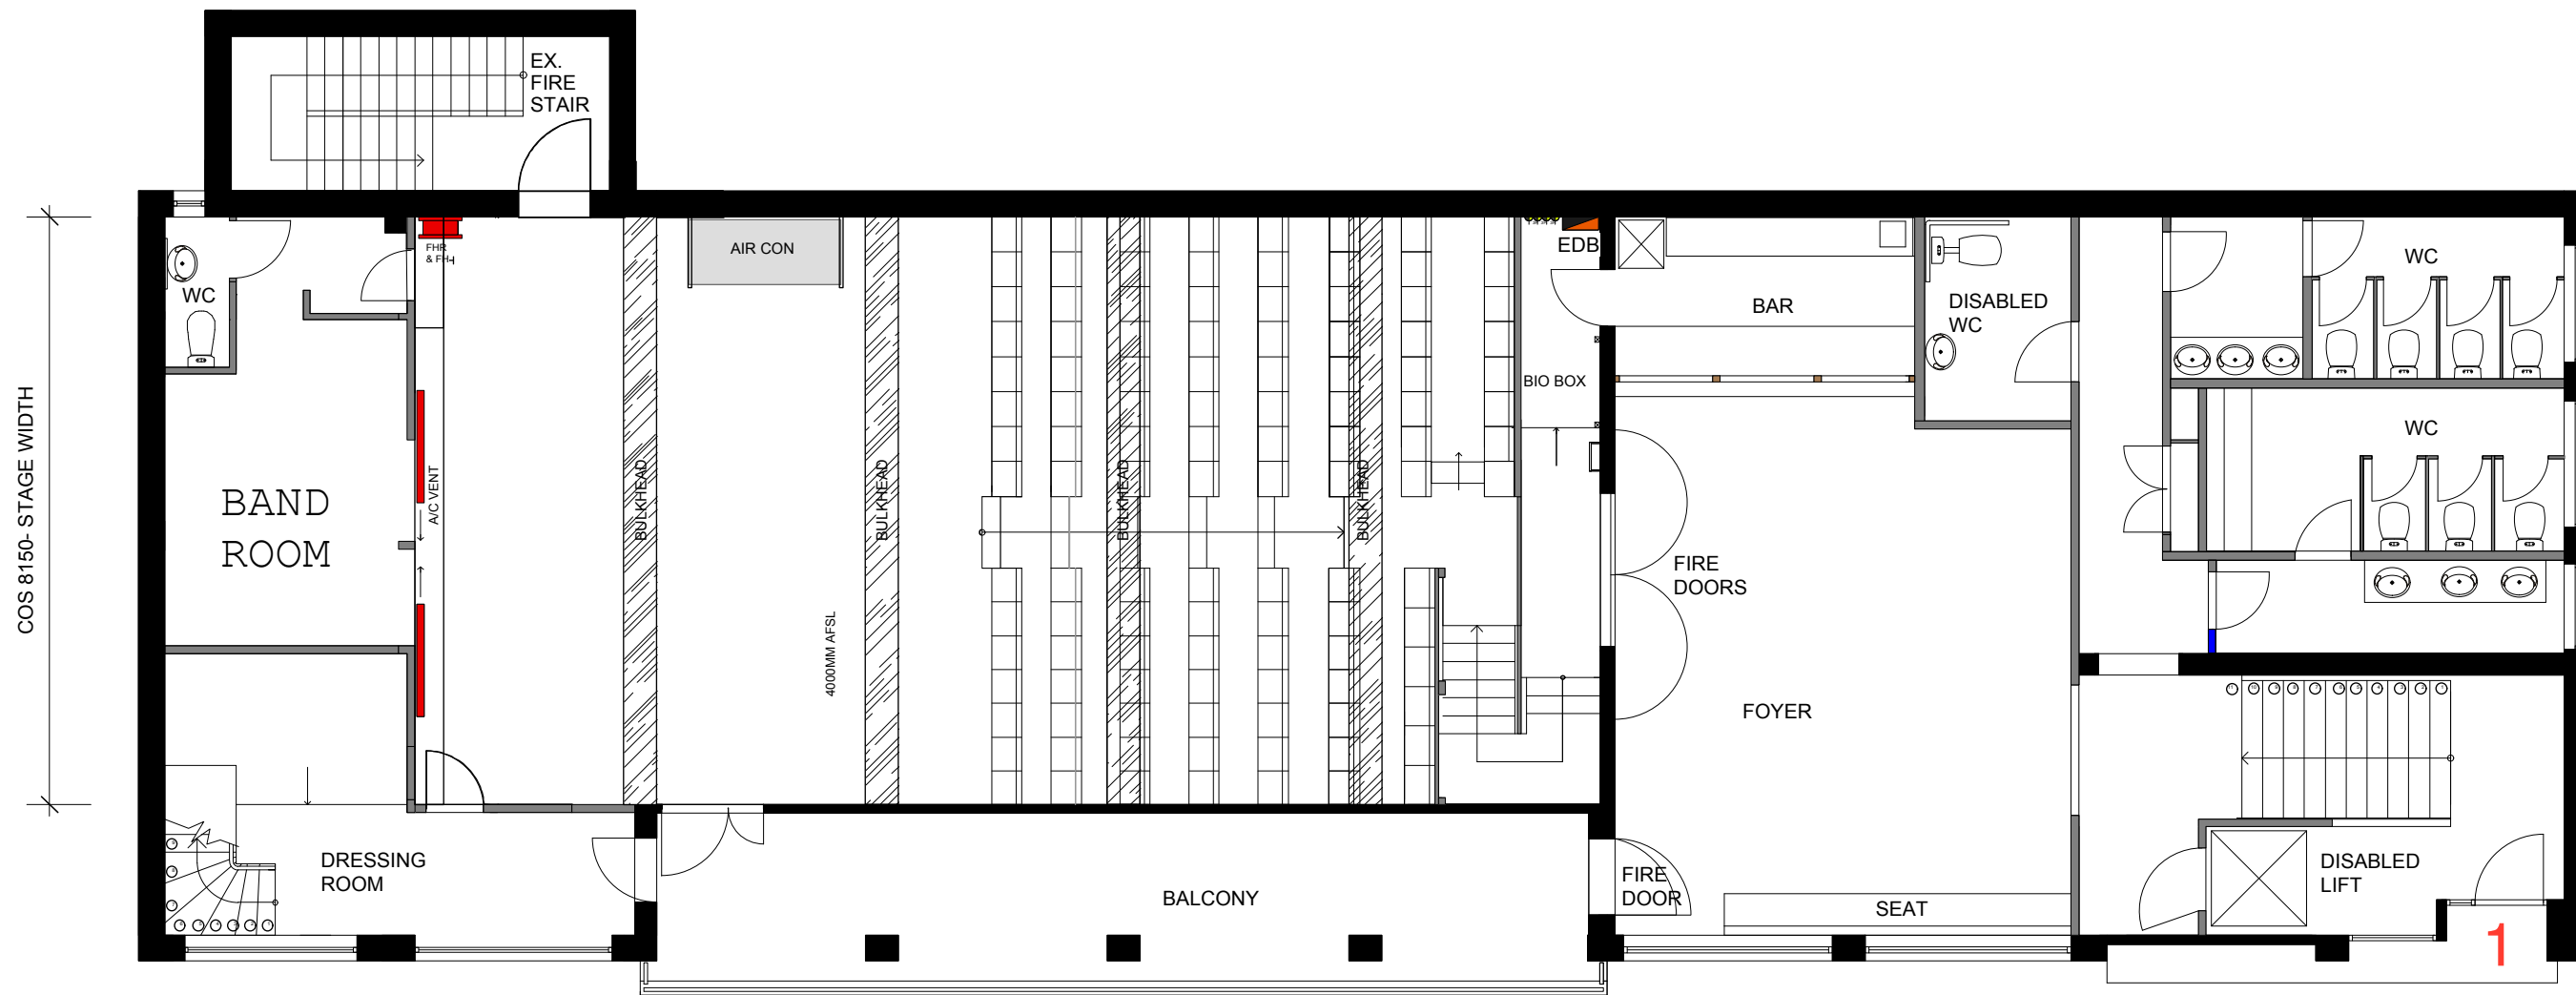 EX.
FIRE
STAIR
FHR
& FH
AIR CON
EDB
WC
WC
BAR
DISABLED
WC
BIO BOX
COS 8150- STAGE WIDTH
A/C VENT
BULKHEAD
BULKHEAD
BULKHEAD
BULKHEAD
WC
BAND
ROOM
FIRE
DOORS
4000MM AFSL
FOYER
DRESSING
ROOM
BALCONY
FIRE
DOOR
SEAT
DISABLED
LIFT
1